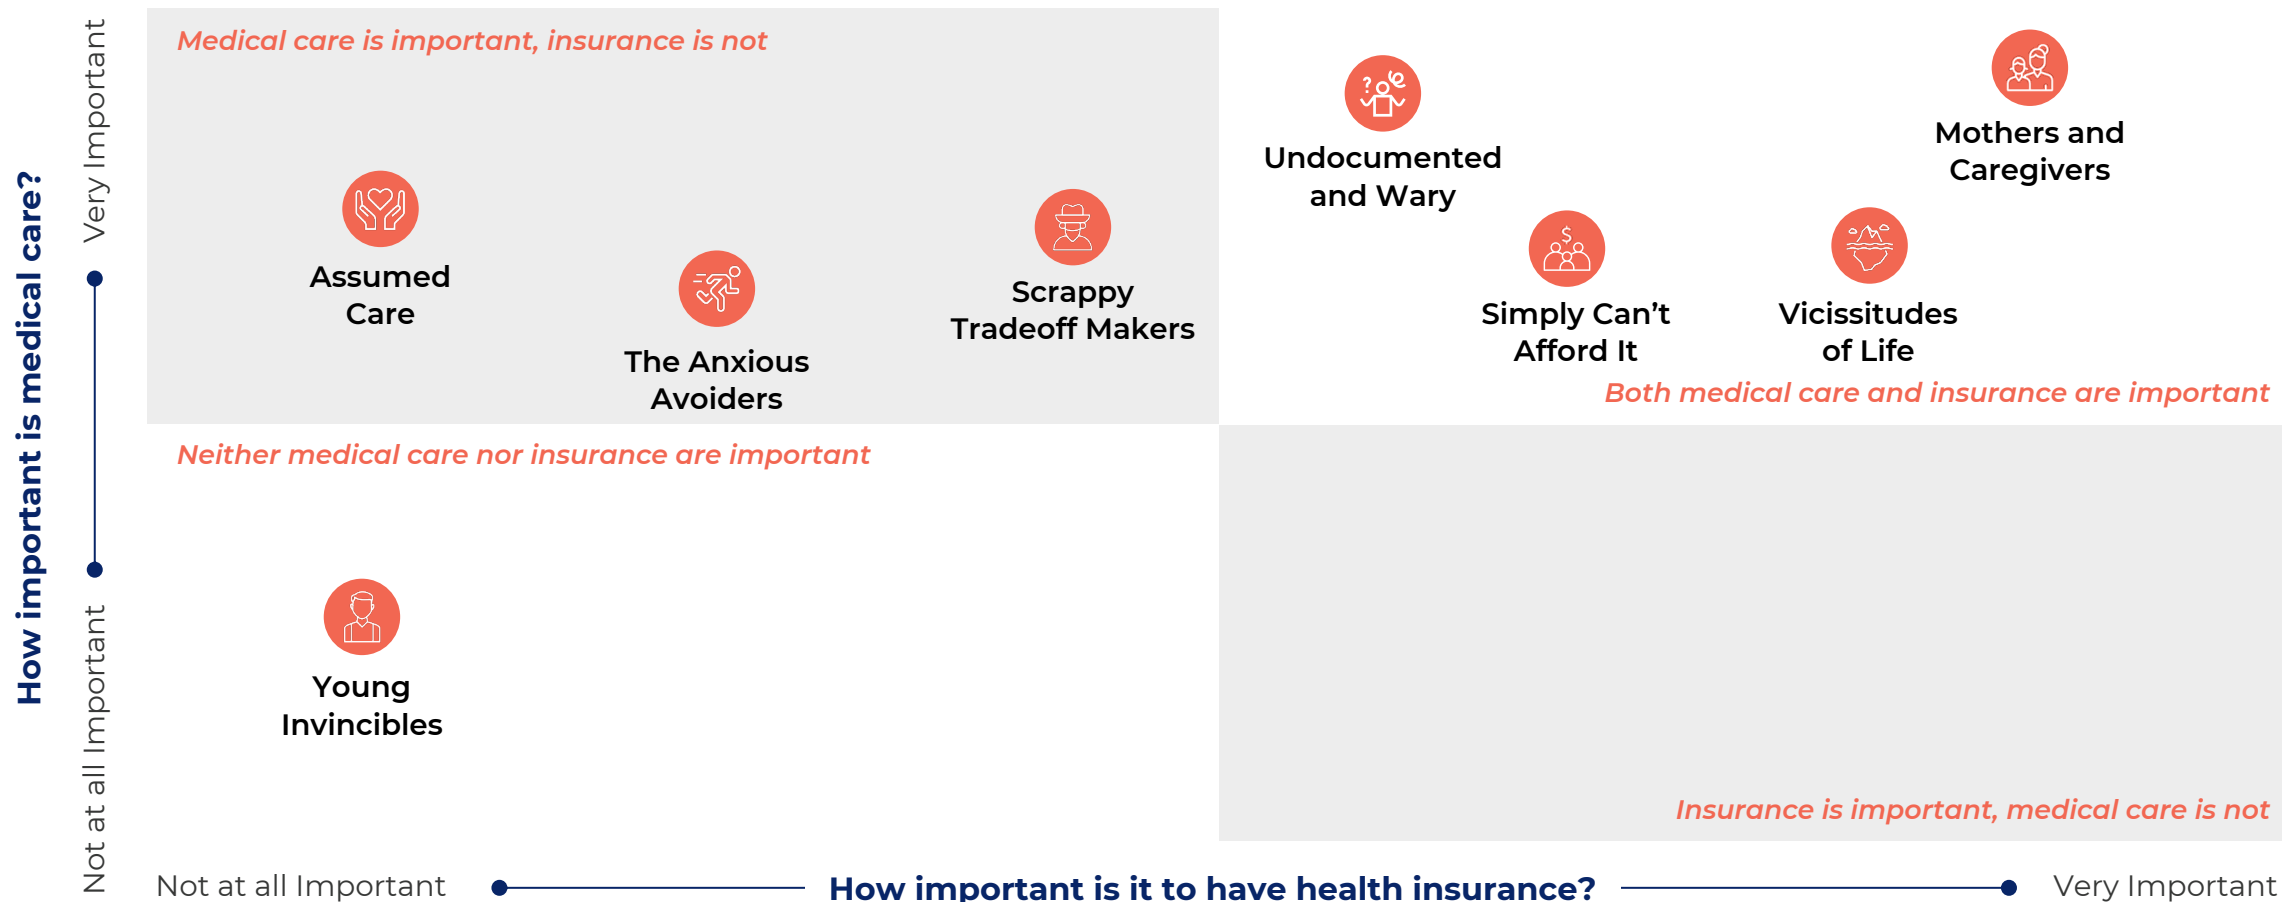 How important is medical care?
Very Important
Not at all Important
Medical care is important, insurance is not
Assumed
Care
The Anxious
Avoiders
Scrappy
Tradeoff Makers
?
Undocumented
and Wary
Mothers and
Caregivers
$
Simply Can’t
Afford It
Vicissitudes
of Life
Both medical care and insurance are important
Neither medical care nor insurance are important
Young
Invincibles
Insurance is important, medical care is not
Not at all Important
How important is it to have health insurance?
Very Important